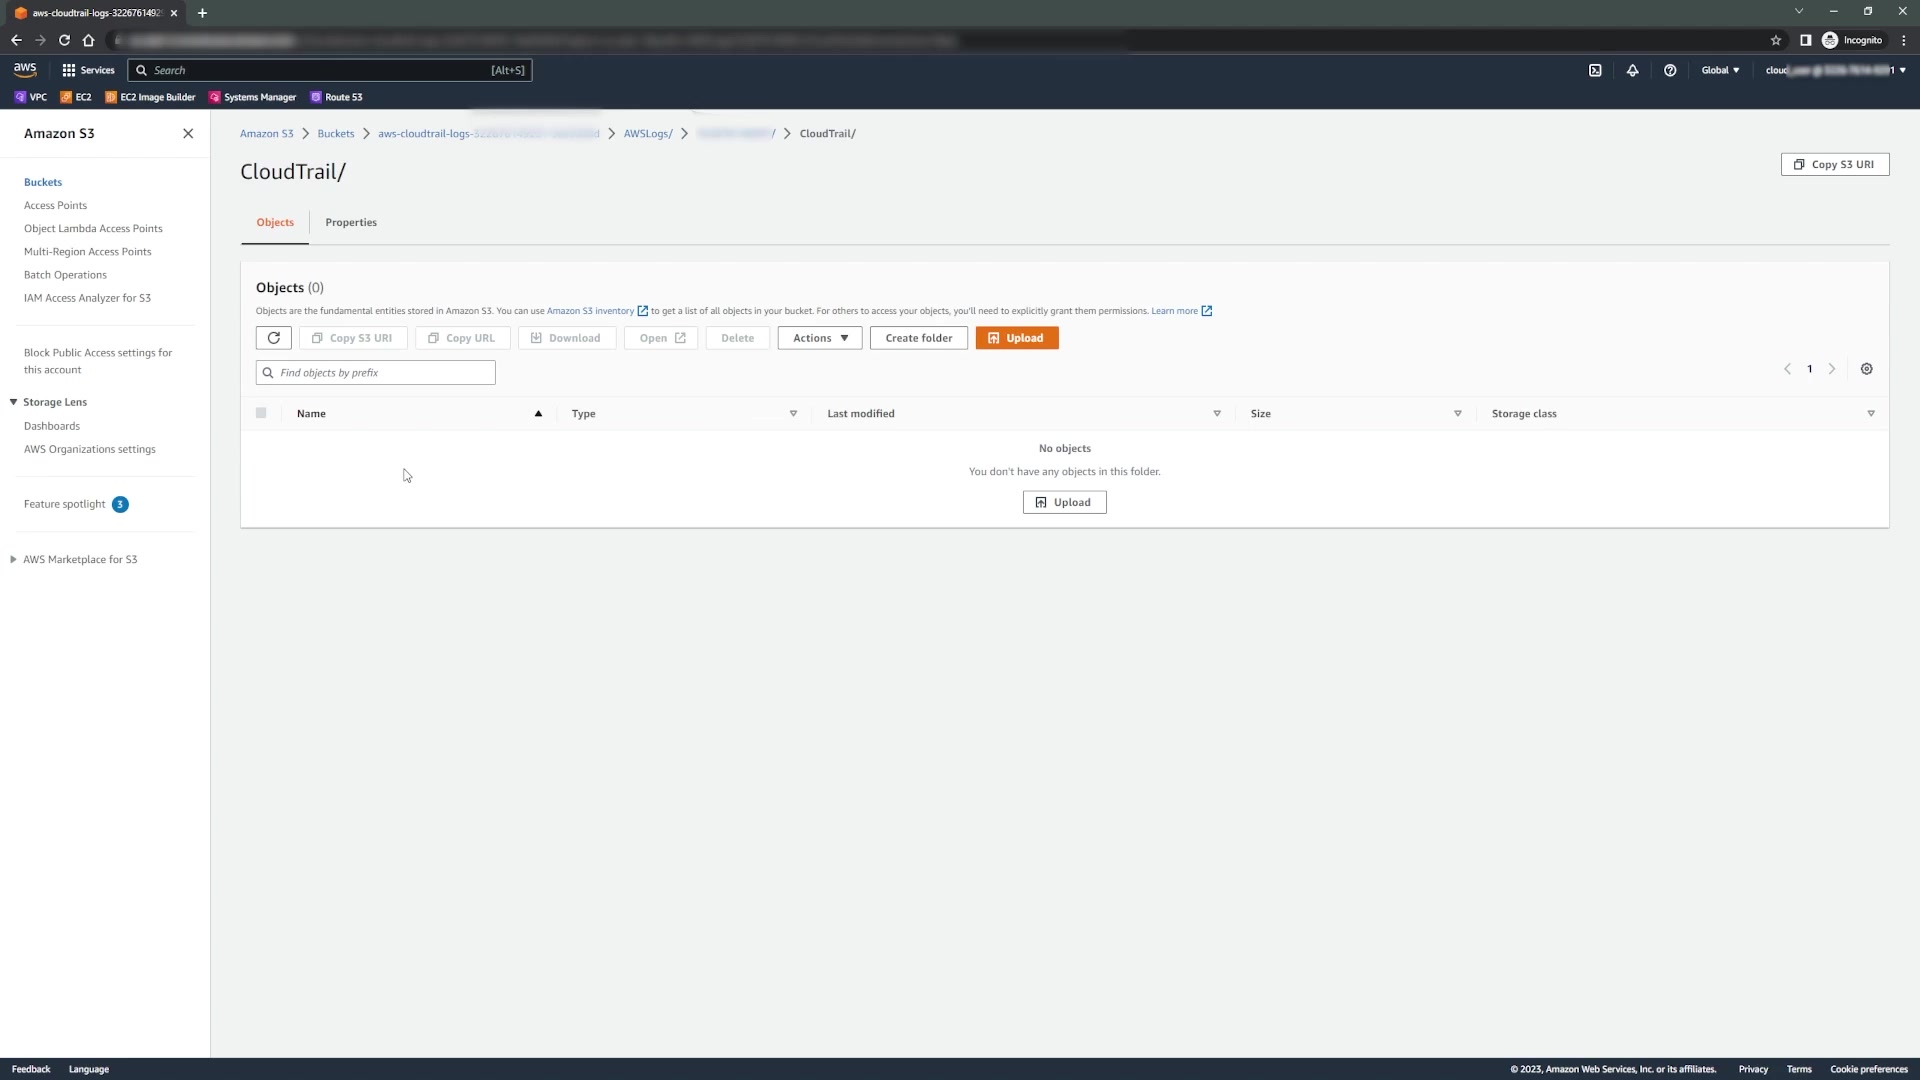 aws-cloudtrail-logs-3226761492
Incognito
aws
Services
Search
[Alt+S]
Global
cloud
VPC
EC2
EC2 Image Builder
Systems Manager
Route 53
Amazon S3
Amazon S3
Buckets
aws-cloudtrail-logs-
AWSLogs/
/
CloudTrail/
CloudTrail/
Copy S3 URI
Buckets
Access Points
Object Lambda Access Points
Multi-Region Access Points
Batch Operations
IAM Access Analyzer for S3
Block Public Access settings for
this account
Storage Lens
Dashboards
AWS Organizations settings
Feature spotlight 3
AWS Marketplace for S3
Objects
Properties
Objects (0)
Objects are the fundamental entities stored in Amazon S3. You can use Amazon S3 inventory to get a list of all objects in your bucket. For others to access your objects, you'll need to explicitly grant them permissions. Learn more
Copy S3 URI
Copy URL
Download
Open
Delete
Actions
Create folder
Upload
Find objects by prefix
1
Name
Type
Last modified
Size
Storage class
No objects
You don't have any objects in this folder.
Upload
Feedback
Language
© 2023, Amazon Web Services, Inc. or its affiliates.
Privacy
Terms
Cookie preferences